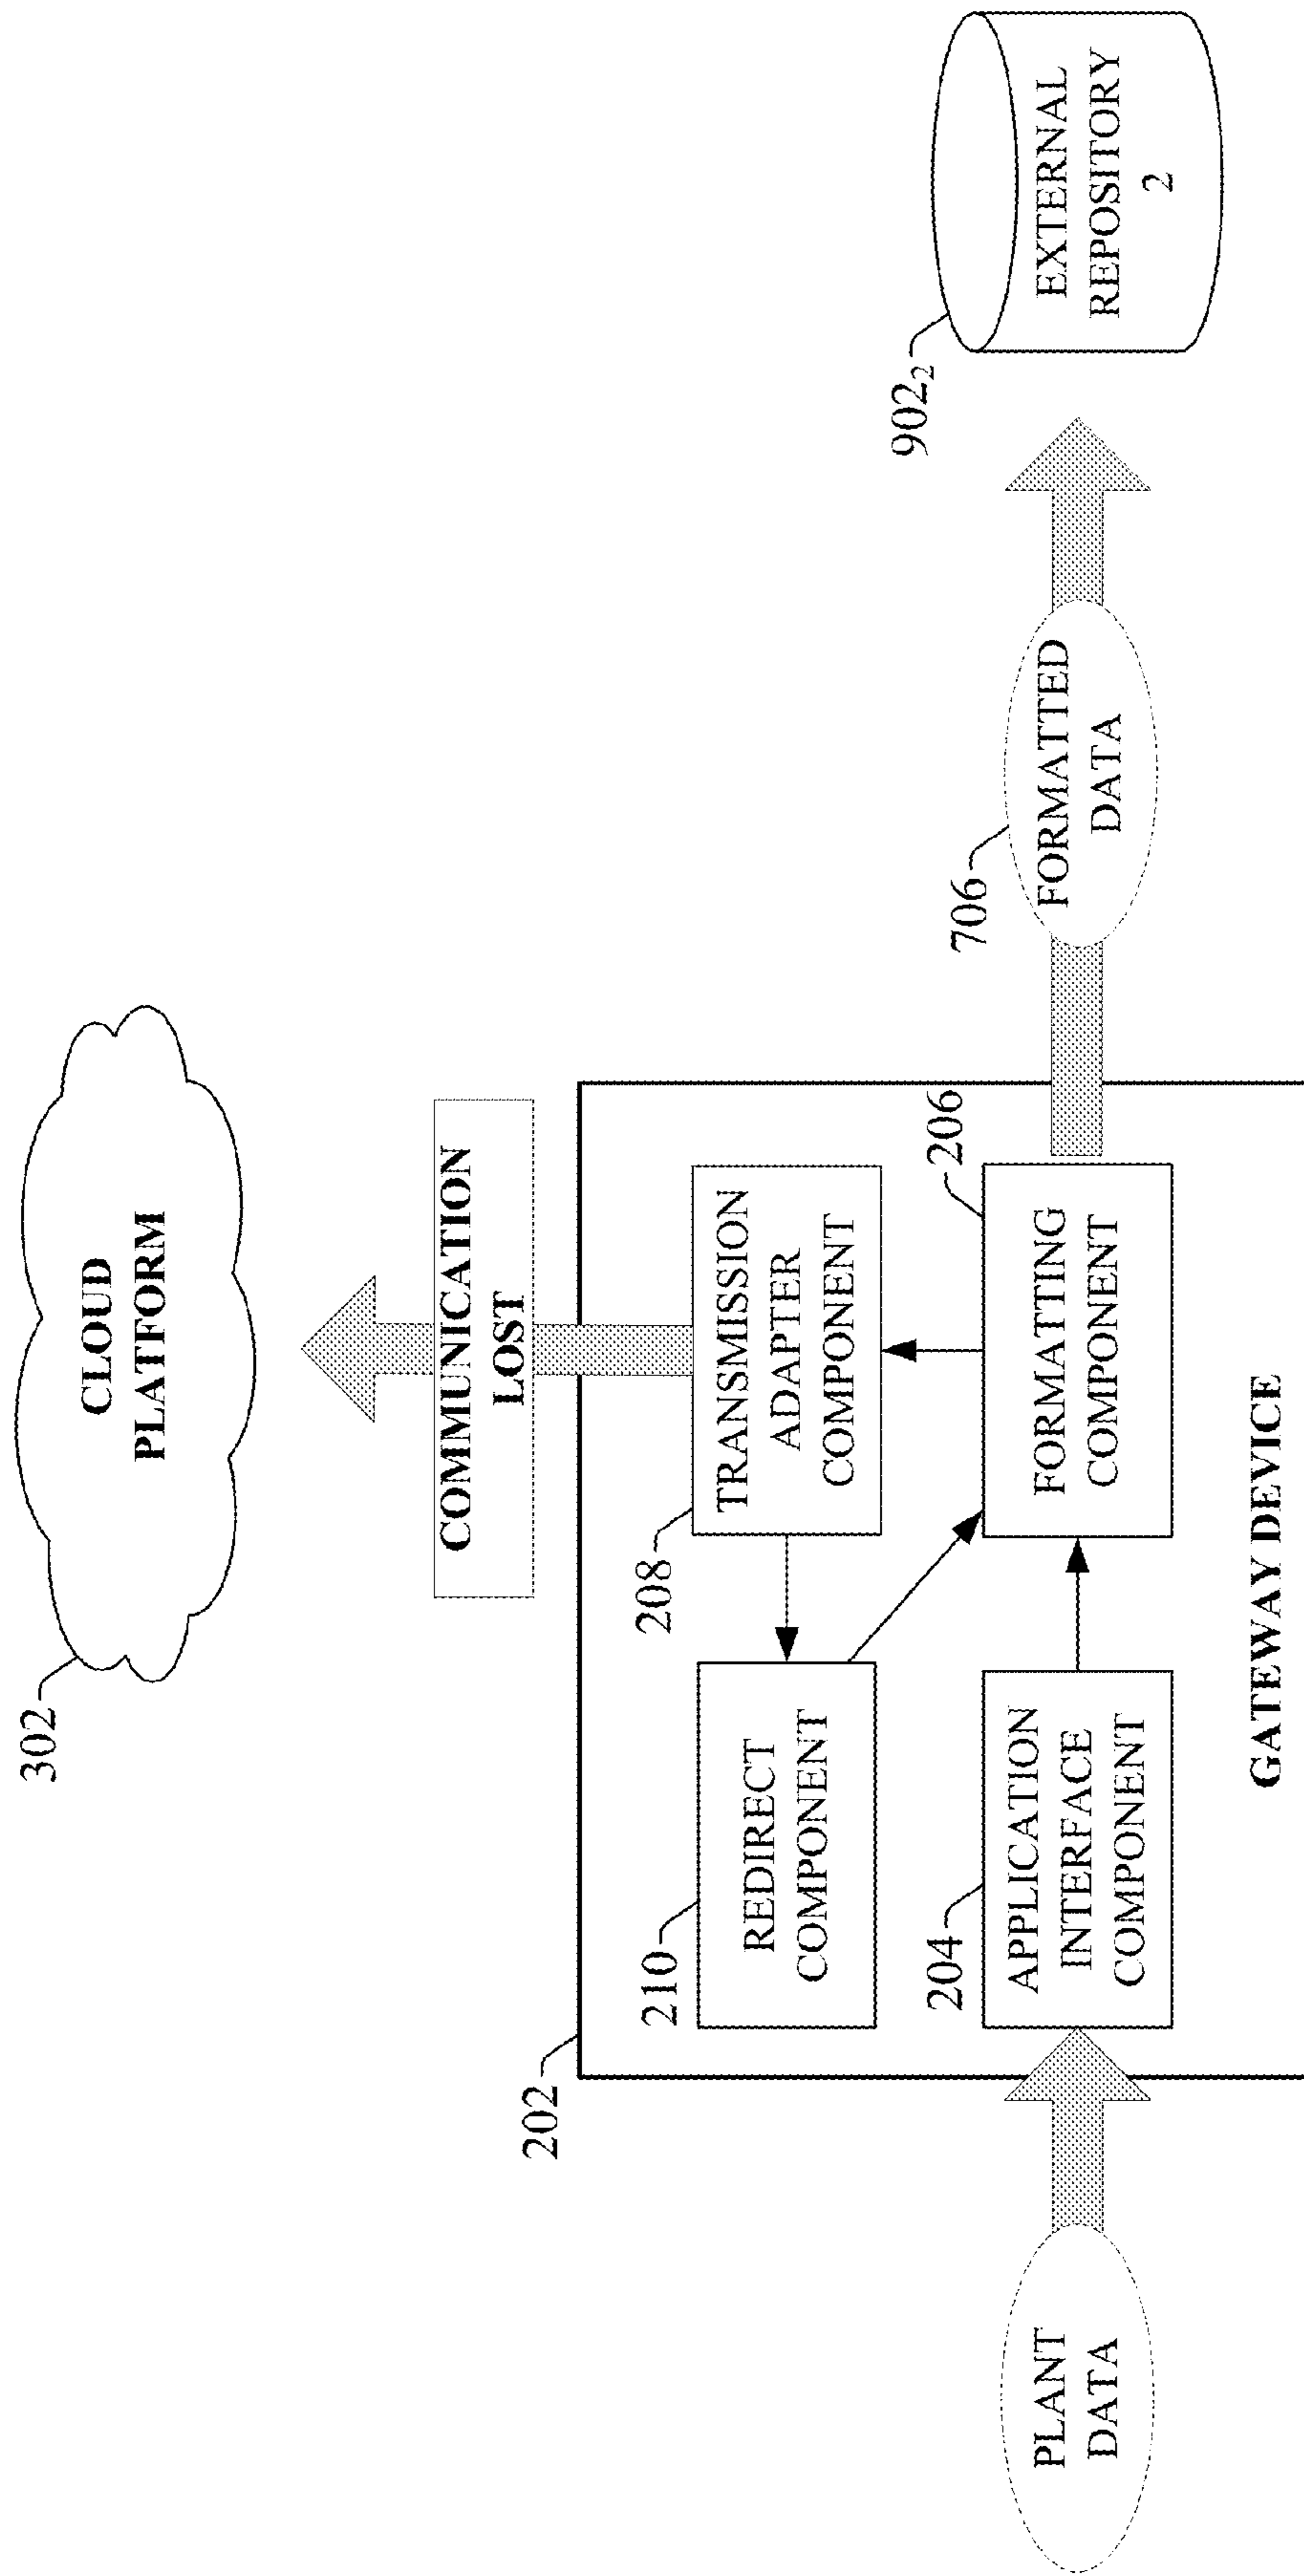 302
CLOUD
PLATFORM
COMMUNICATION
LOST
202
210
REDIRECT
COMPONENT
208
TRANSMISSION
ADAPTER
COMPONENT
PLANT
DATA
204
APPLICATION
INTERFACE
COMPONENT
206
FORMATTING
COMPONENT
706
FORMATTED
DATA
902₂
EXTERNAL
REPOSITORY
2
GATEWAY DEVICE